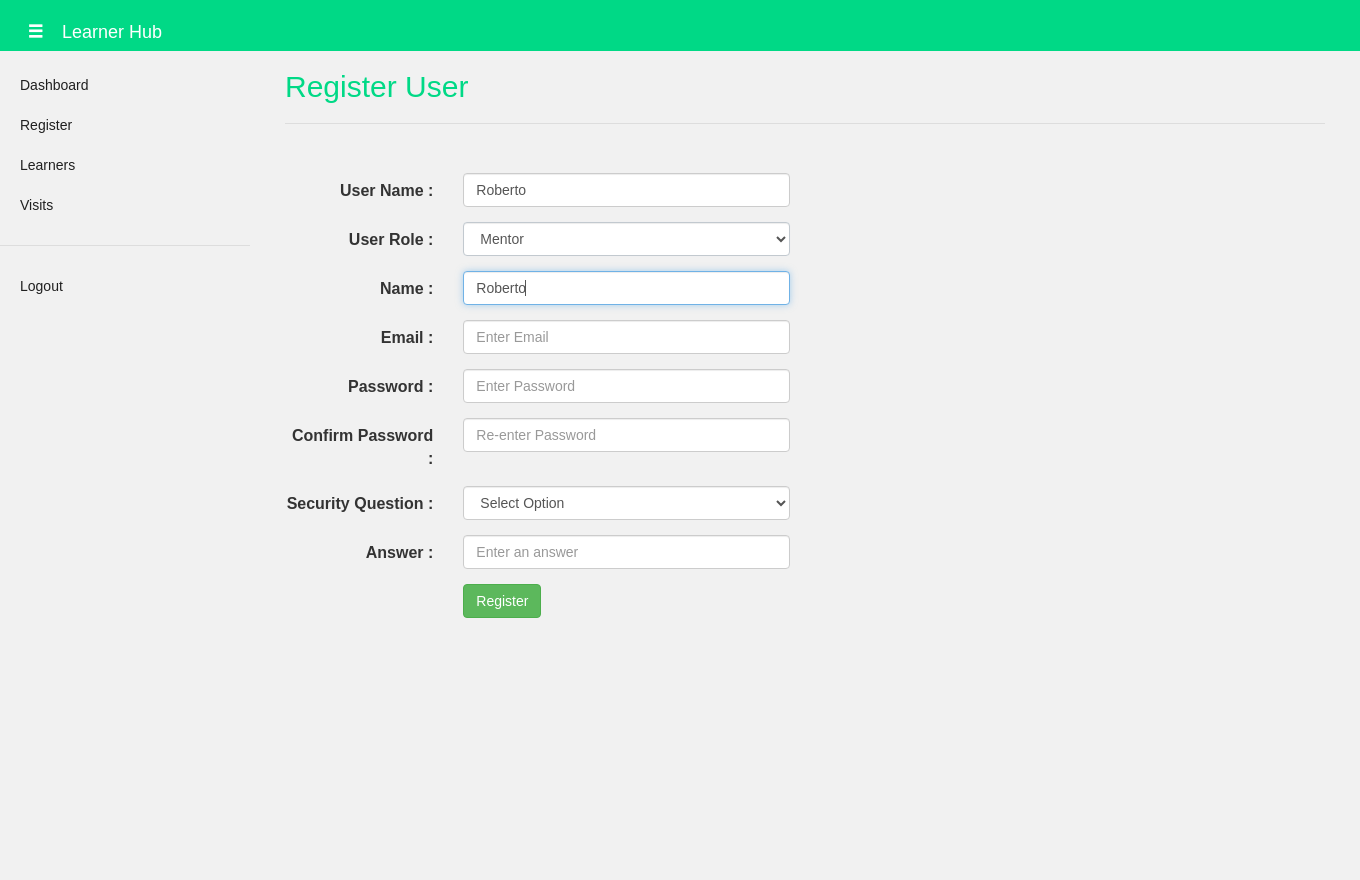 Learner Hub
Dashboard
Register
Learners
Visits
Logout
Register User
User Name :
Roberto
User Role :
Mentor
Name :
Roberto
Email :
Enter Email
Password :
Enter Password
Confirm Password
:
Re-enter Password
Security Question :
Select Option
Answer :
Enter an answer
Register